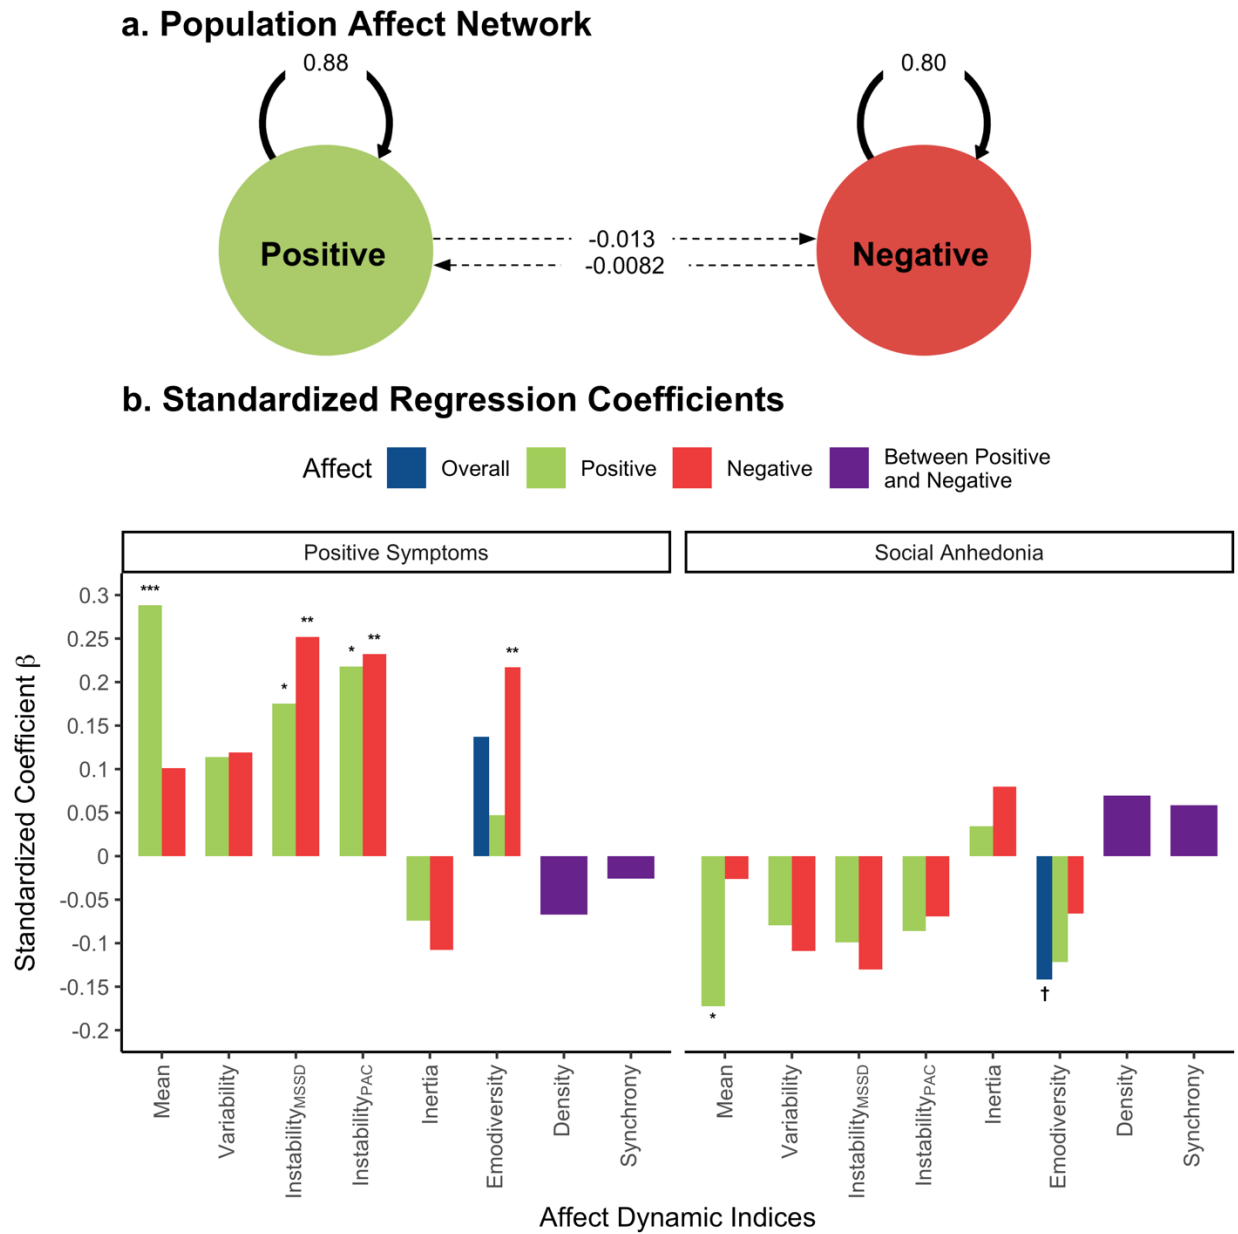 a. Population Affect Network
0.88
0.80
Positive
Negative
-0.013
-0.0082
b. Standardized Regression Coefficients
Affect
Overall
Positive
Negative
Between Positive
and Negative
Positive Symptoms
Social Anhedonia
Standardized Coefficient β
0.3
0.25
0.2
0.15
0.1
0.05
0
-0.05
-0.1
-0.15
-0.2
***
*
**
*
**
**
*
†
Mean
Variability
InstabilityMSSD
InstabilityPAC
Inertia
Emodiversity
Density
Synchrony
Mean
Variability
InstabilityMSSD
InstabilityPAC
Inertia
Emodiversity
Density
Synchrony
Affect Dynamic Indices